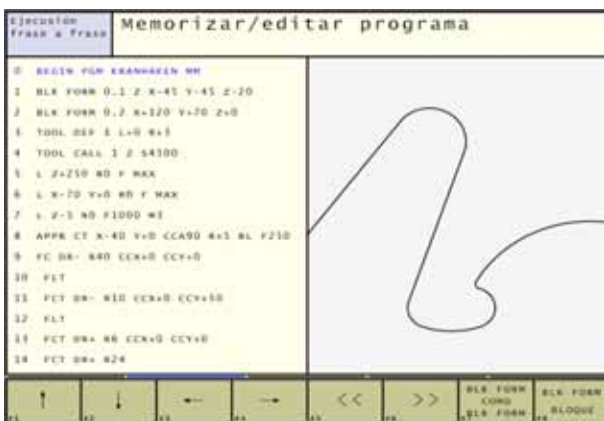 Ejecusión
frase a frase
Memorizar/editar programa
0 BEGIN PGM KRANHAKEN MM
1 BLK FORM 0.1 Z X-45 Y-45 Z-20
2 BLK FORM 0.2 X+120 Y+70 Z+0
3 TOOL DEF 1 L+0 R+3
4 TOOL CALL 1 Z S4500
5 L Z+250 R0 F MAX
6 L X-70 Y+0 R0 F MAX
7 L Z-5 R0 F1000 M3
8 APPR CT X-40 Y+0 CCA90 R+5 RL F250
9 FC DR- R40 CCX+0 CCY+0
10 FLT
11 FCT DR- R10 CCX+0 CCY+50
12 FLT
13 FCT DR+ R6 CCX+0 CCY+0
14 FCT DR+ R24
<< >>
BLK FORM
COMO
BLK FORM
BLK FORM
BLOQUE